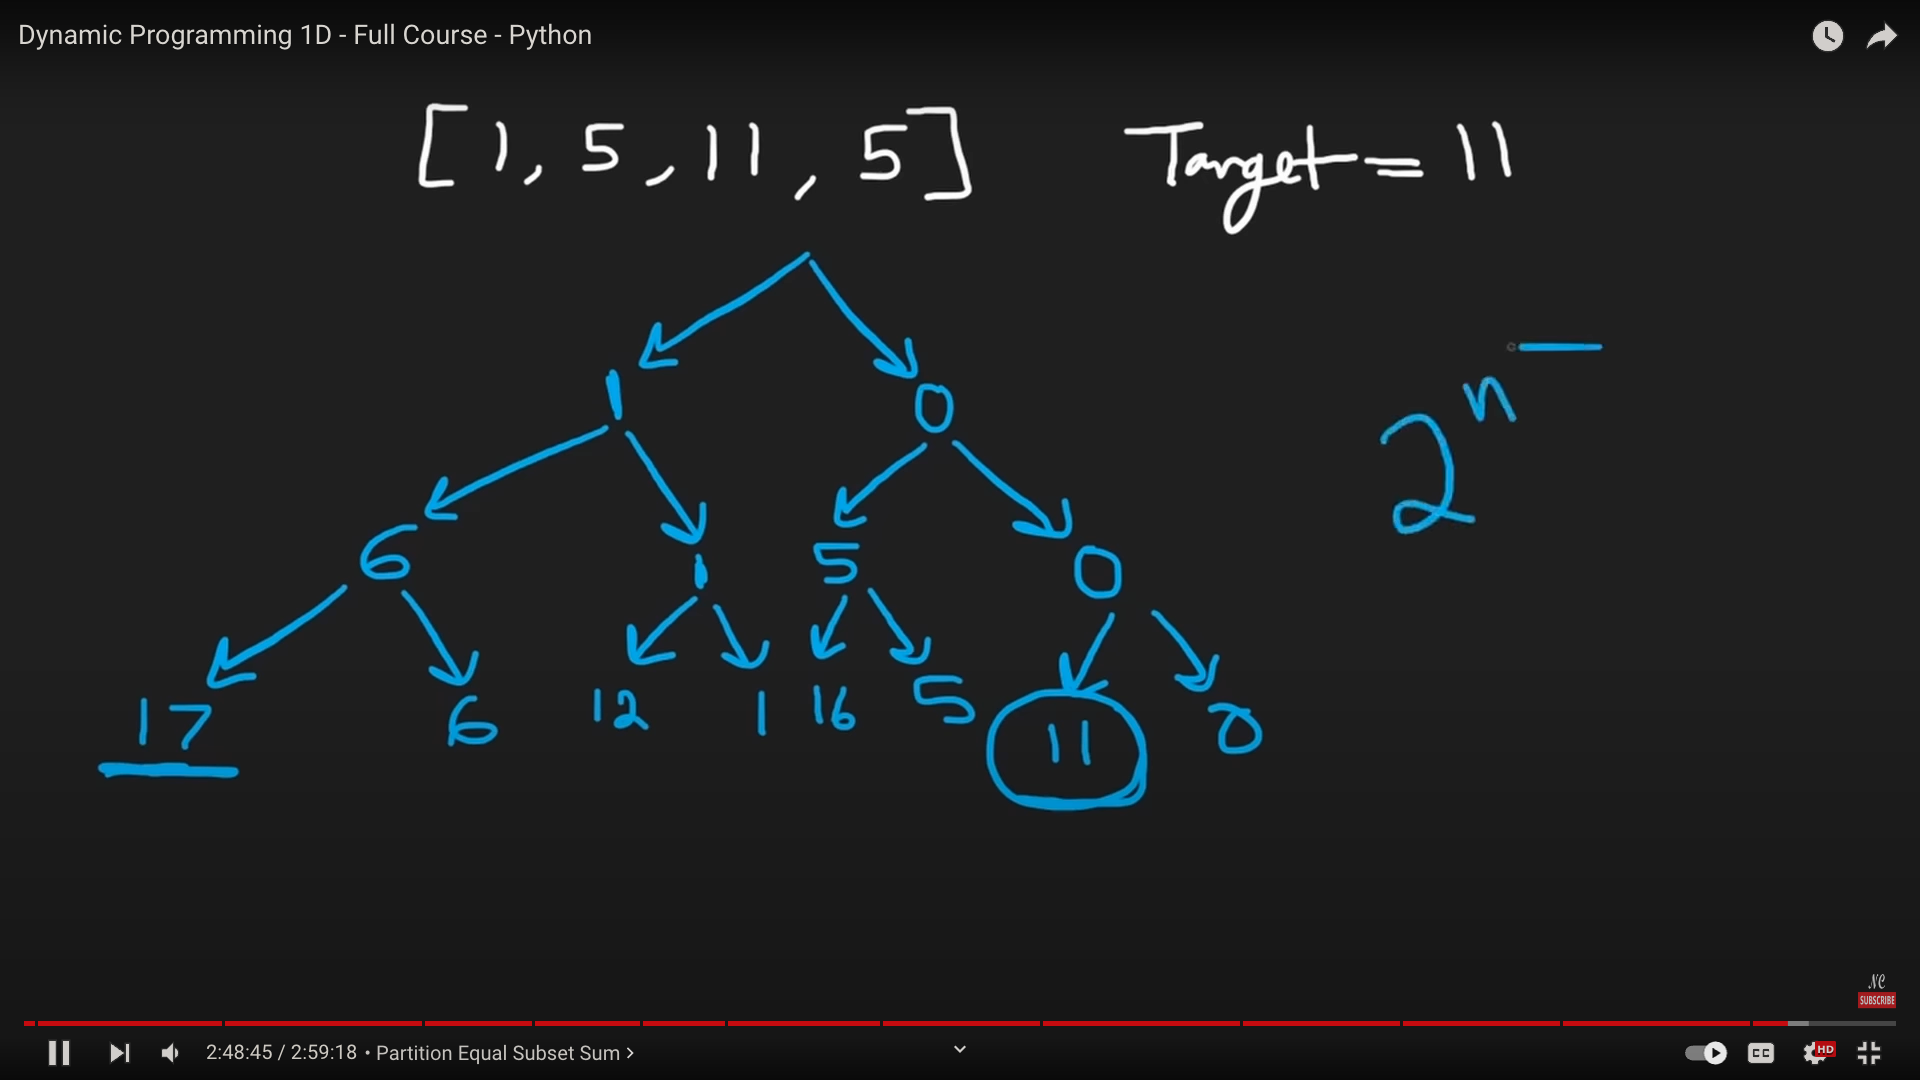 Dynamic Programming 1D - Full Course - Python
[1, 5, 11, 5] Target = 11
2ⁿ
1 0
6 1 5 0
17 6 12 1 16 5 11 0
NC
SUBSCRIBE
2:48:45 / 2:59:18 • Partition Equal Subset Sum >
CC HD